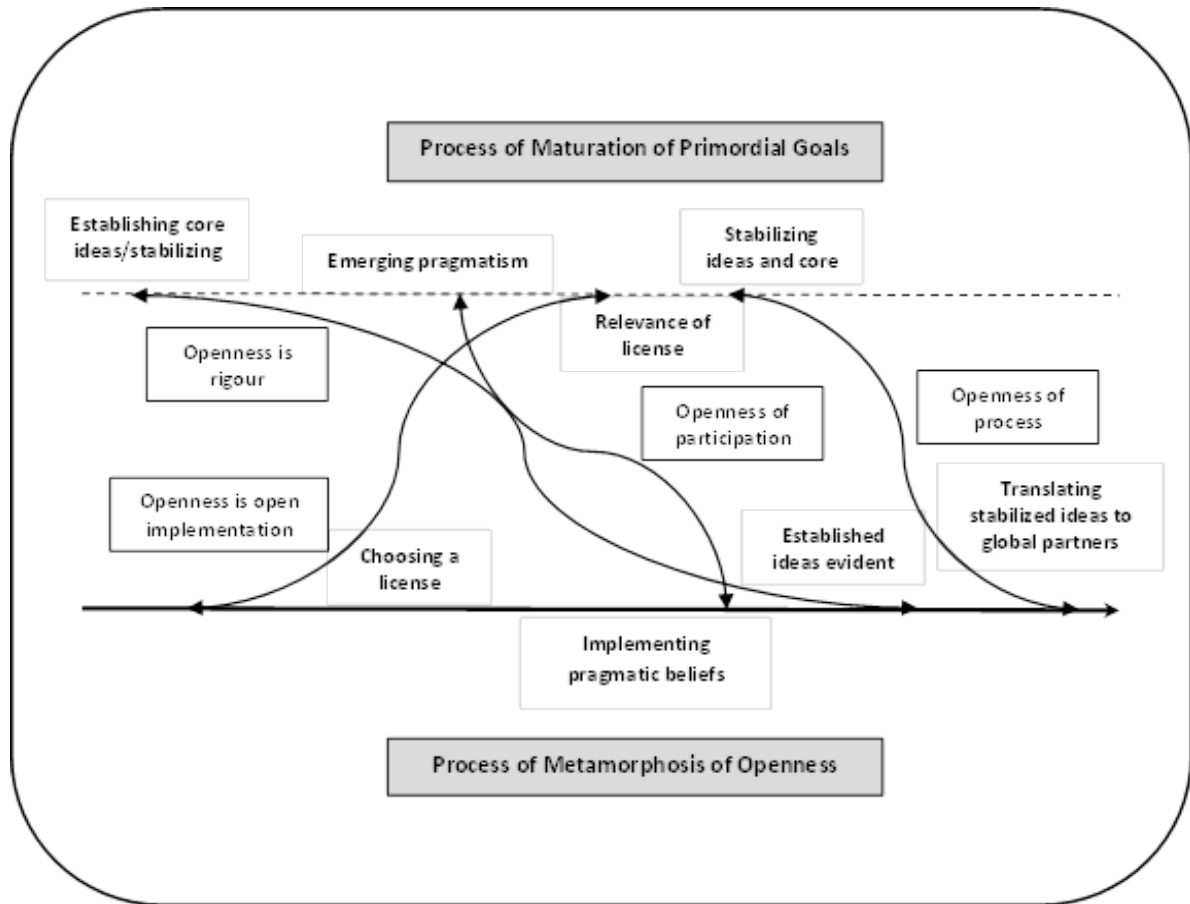 Process of Maturation of Primordial Goals
Establishing core
ideas/stabilizing
Emerging pragmatism
Stabilizing
ideas and core
Relevance of
license
Openness is
rigour
Openness of
participation
Openness of
process
Openness is open
implementation
Choosing a
license
Established
ideas evident
Translating
stabilized ideas to
global partners
Implementing
pragmatic beliefs
Process of Metamorphosis of Openness